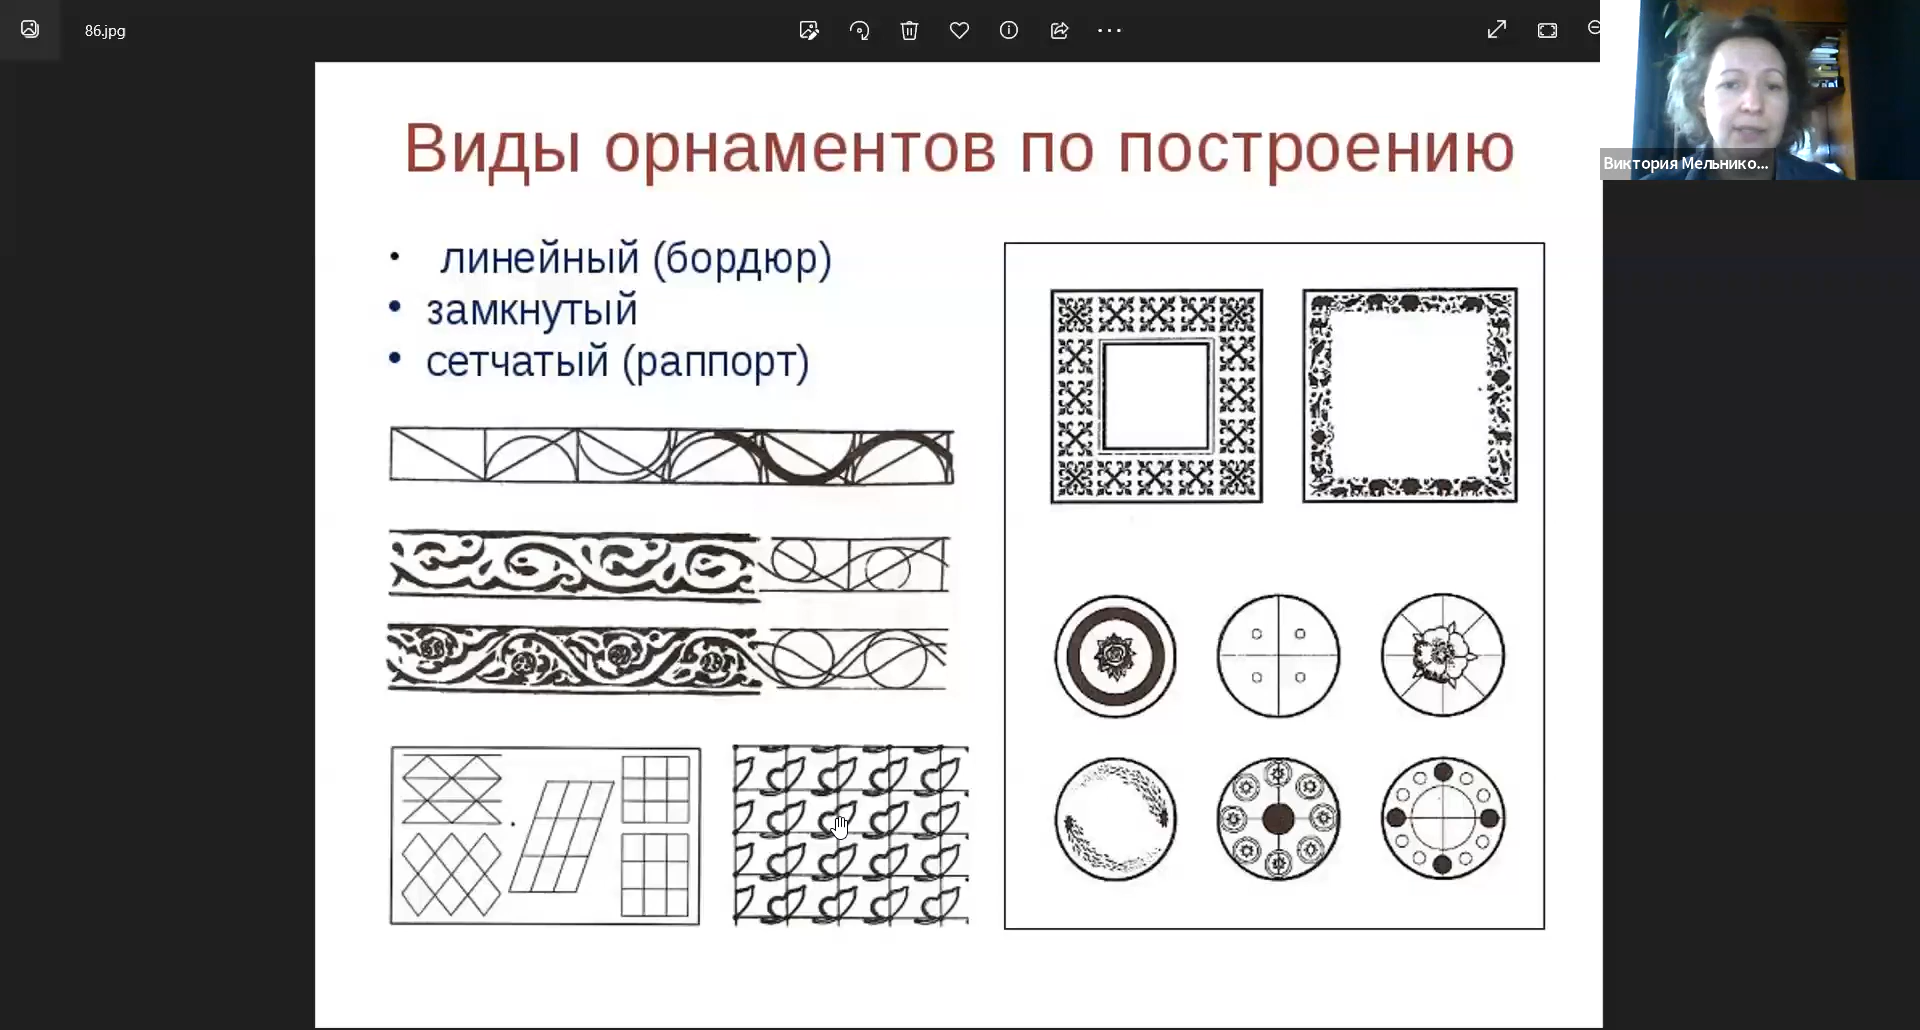 86.jpg
Виктория Мельнико...
Виды орнаментов по построению
• линейный (бордюр)
• замкнутый
• сетчатый (раппорт)